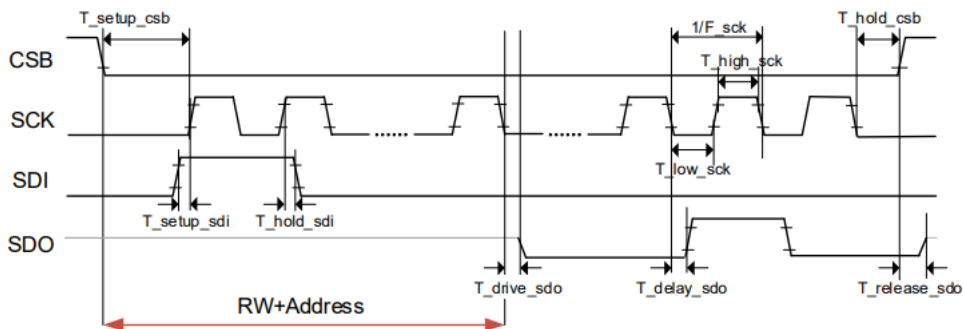 T_setup_csb
1/F_sck
T_hold_csb
CSB
T_high_sck
SCK
......
......
T_low_sck
SDI
T_setup_sdi
T_hold_sdi
SDO
T_drive_sdo
T_delay_sdo
T_release_sdo
RW+Address